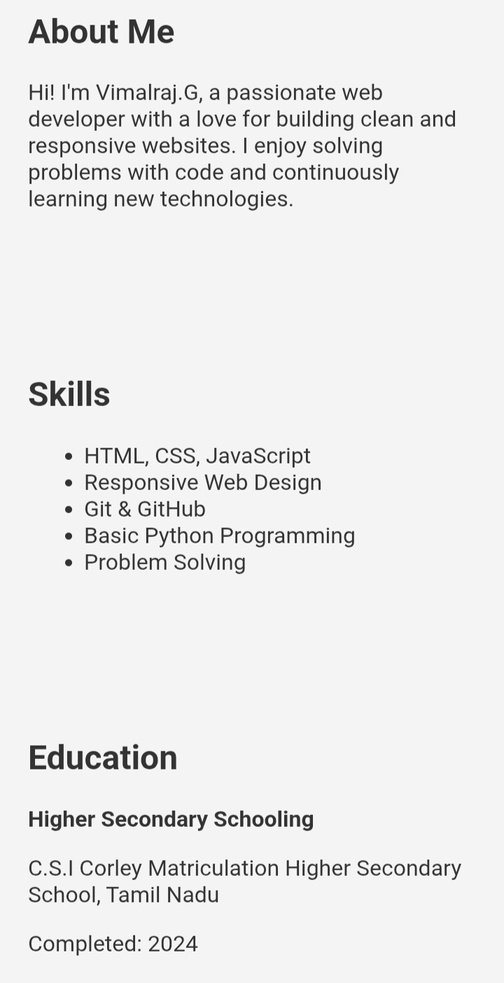 About Me
Hi! I'm Vimalraj.G, a passionate web
developer with a love for building clean and
responsive websites. I enjoy solving
problems with code and continuously
learning new technologies.
Skills
• HTML, CSS, JavaScript
• Responsive Web Design
• Git & GitHub
• Basic Python Programming
• Problem Solving
Education
Higher Secondary Schooling
C.S.I Corley Matriculation Higher Secondary
School, Tamil Nadu
Completed: 2024